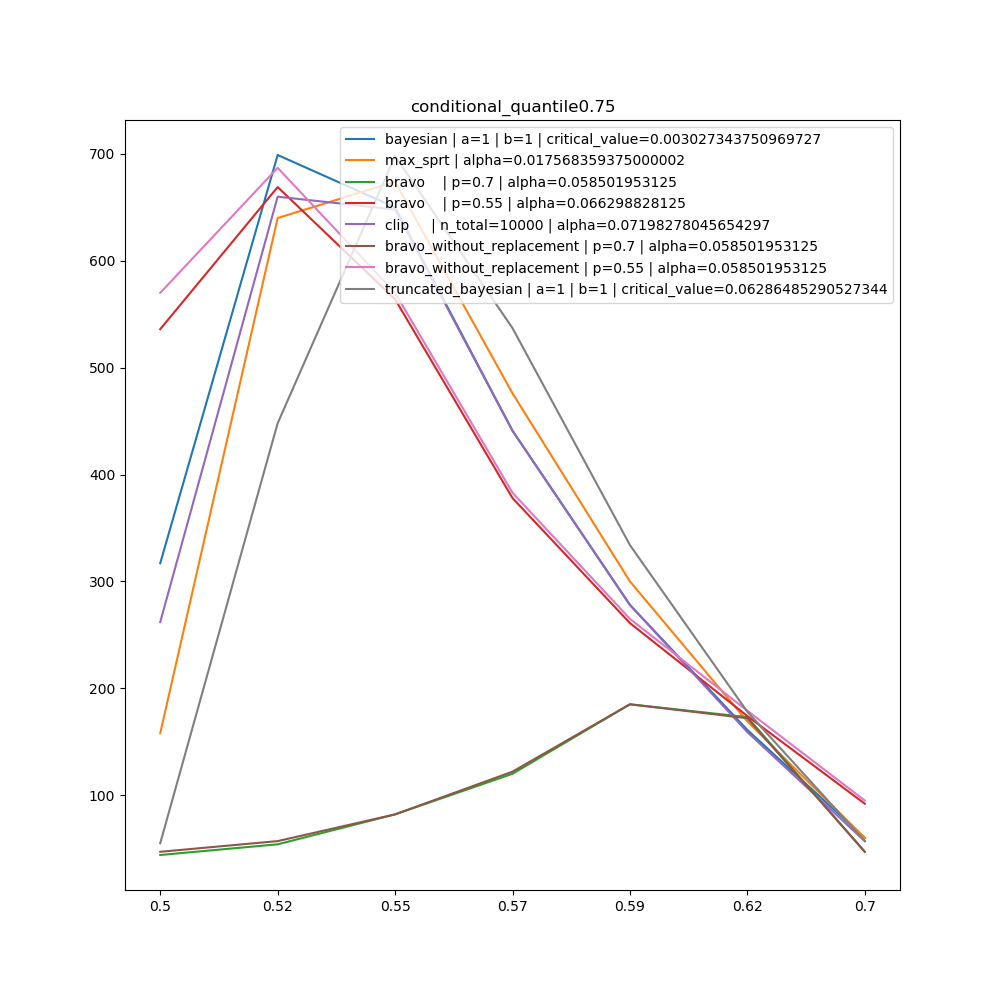 conditional_quantile0.75
bayesian | a=1 | b=1 | critical_value=0.003027343750969727
max_sprt | alpha=0.017568359375000002
bravo | p=0.7 | alpha=0.058501953125
bravo | p=0.55 | alpha=0.066298828125
clip | n_total=10000 | alpha=0.07198278045654297
bravo_without_replacement | p=0.7 | alpha=0.058501953125
bravo_without_replacement | p=0.55 | alpha=0.058501953125
truncated_bayesian | a=1 | b=1 | critical_value=0.06286485290527344
700
600
500
400
300
200
100
0.5 0.52 0.55 0.57 0.59 0.62 0.7